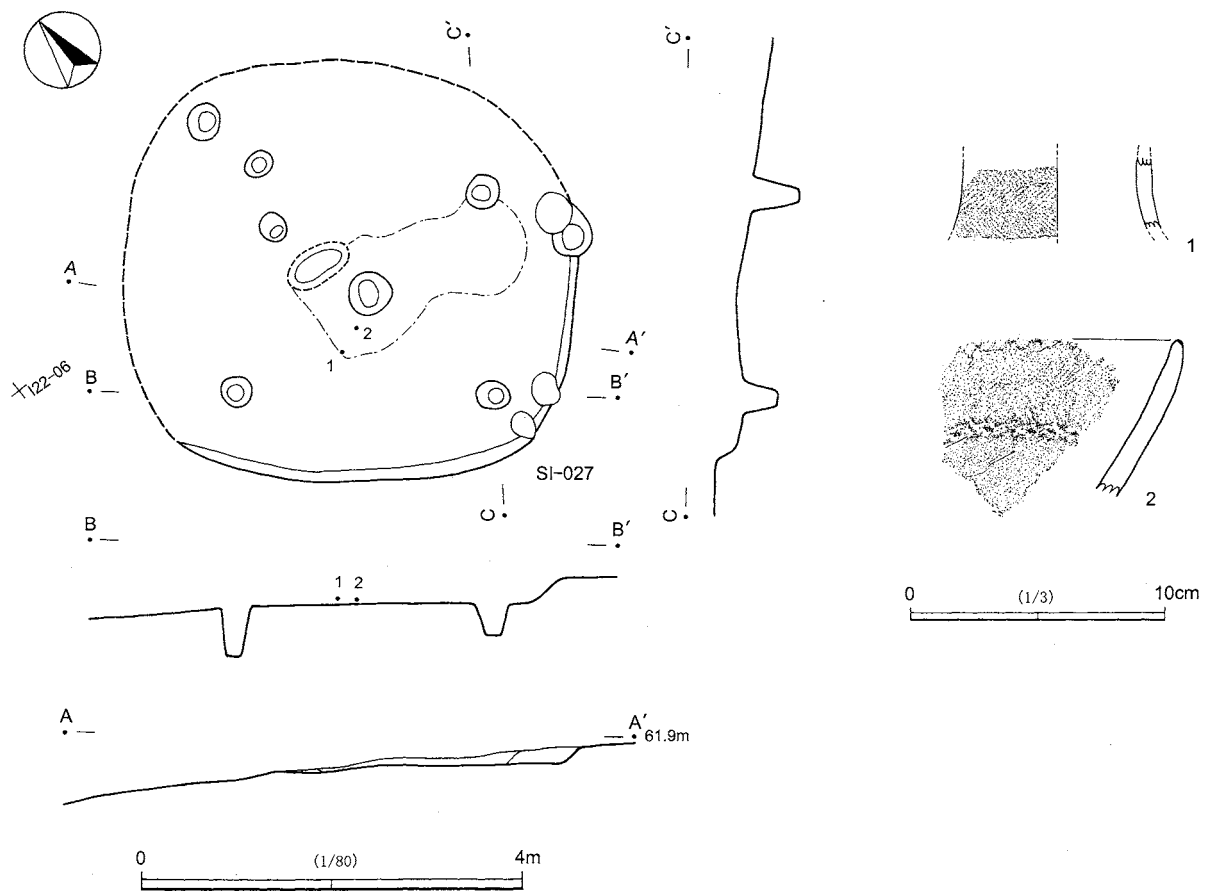 C′
C′
A
A′
B
B′
I22-06
1
2
SI-027
C
C
B
B′
1 2
A
A′
61.9m
0 (1/80) 4m
1
2
0 (1/3) 10cm